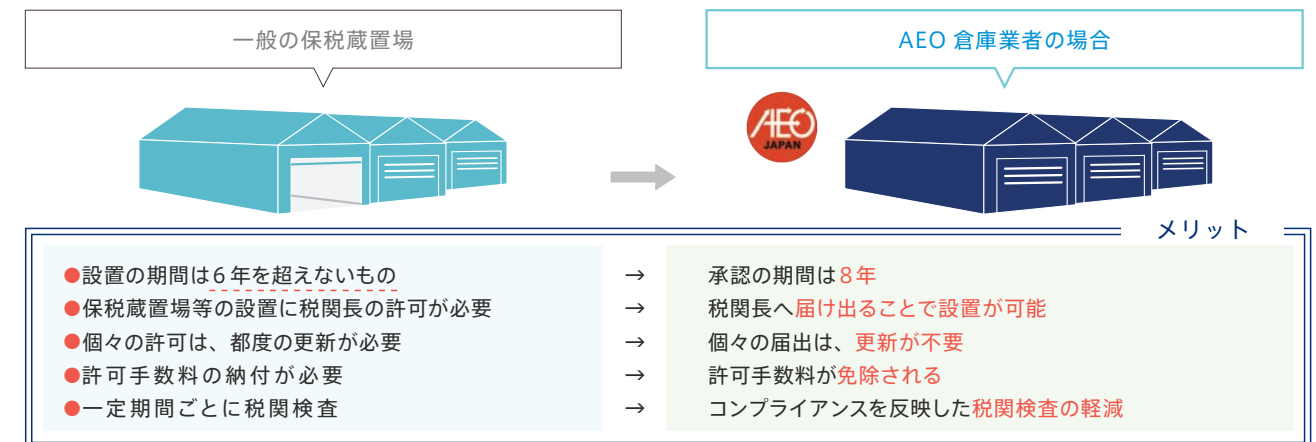 一般の保税蔵置場
AEO 倉庫業者の場合
AEO
JAPAN
メリット
●設置の期間は6年を超えないもの → 承認の期間は8年
●保税蔵置場等の設置に税関長の許可が必要 → 税関長へ届け出ることで設置が可能
●個々の許可は、都度の更新が必要 → 個々の届出は、更新が不要
●許可手数料の納付が必要 → 許可手数料が免除される
●一定期間ごとに税関検査 → コンプライアンスを反映した税関検査の軽減